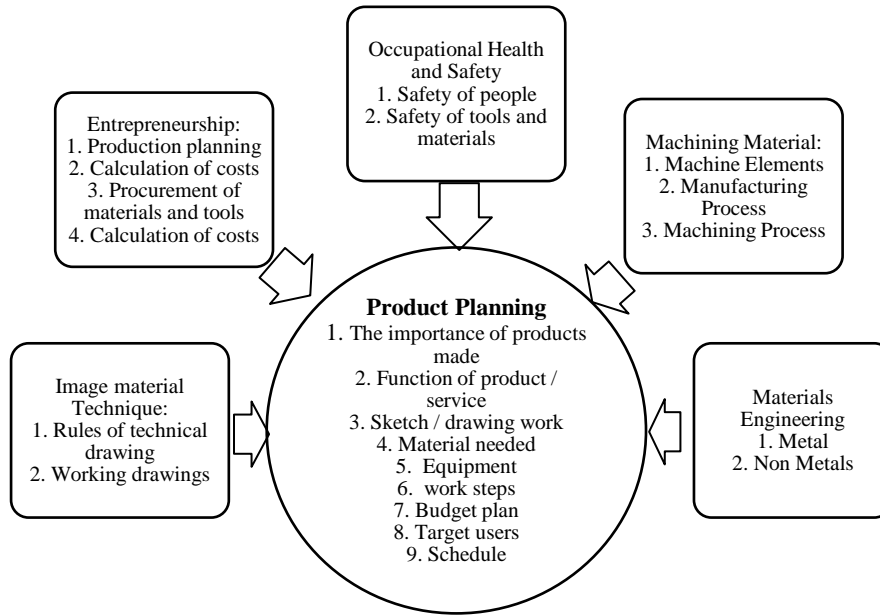 Occupational Health
and Safety
1. Safety of people
2. Safety of tools and
materials
Entrepreneurship:
1. Production planning
2. Calculation of costs
3. Procurement of
materials and tools
4. Calculation of costs
Machining Material:
1. Machine Elements
2. Manufacturing
Process
3. Machining Process
Product Planning
1. The importance of products
made
2. Function of product /
service
3. Sketch / drawing work
4. Material needed
5. Equipment
6. work steps
7. Budget plan
8. Target users
9. Schedule
Image material
Technique:
1. Rules of technical
drawing
2. Working drawings
Materials
Engineering
1. Metal
2. Non Metals